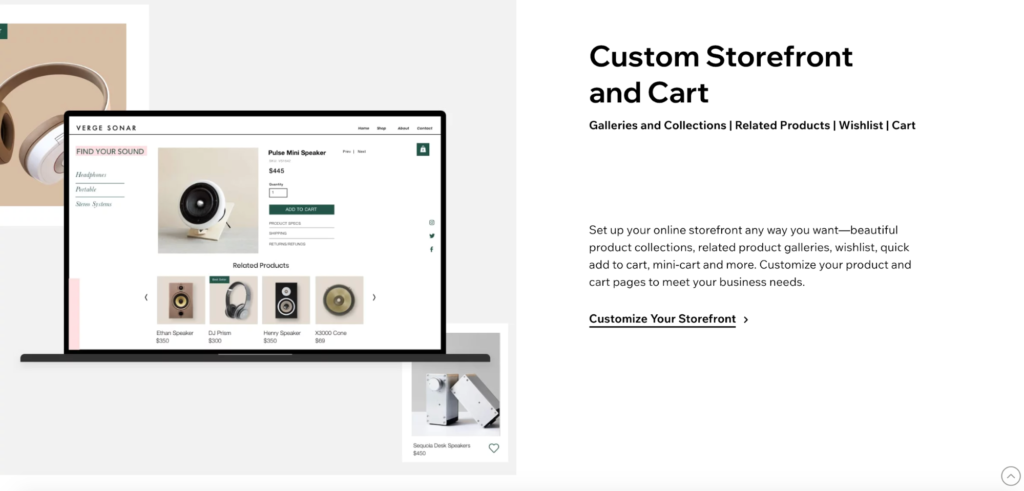 Custom Storefront
and Cart
Galleries and Collections | Related Products | Wishlist | Cart
Set up your online storefront any way you want—beautiful
product collections, related product galleries, wishlist, quick
add to cart, mini-cart and more. Customize your product and
cart pages to meet your business needs.
Customize Your Storefront
VERGE SONAR
Home Shop About Contact
FIND YOUR SOUND
Headphones
Portable
Stereo Systems
Pulse Mini Speaker
Prev | Next
$445
Quantity
1
ADD TO CART
PRODUCT SPECS
SHIPPING
RETURNS/REFUNDS
Related Products
Ethan Speaker
$350
DJ Prism
$300
Henry Speaker
$350
X3000 Cone
$69
Sequoia Desk Speakers
$450